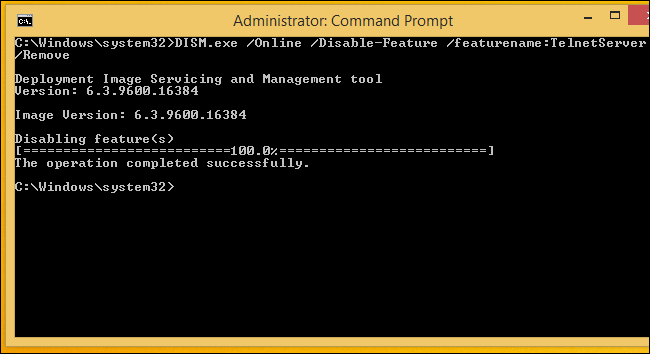 Administrator: Command Prompt
C:\Windows\system32>DISM.exe /Online /Disable-Feature /featurename:TelnetServer
/Remove
Deployment Image Servicing and Management tool
Version: 6.3.9600.16384
Image Version: 6.3.9600.16384
Disabling feature(s)
[==========================100.0%==========================]
The operation completed successfully.
C:\Windows\system32>